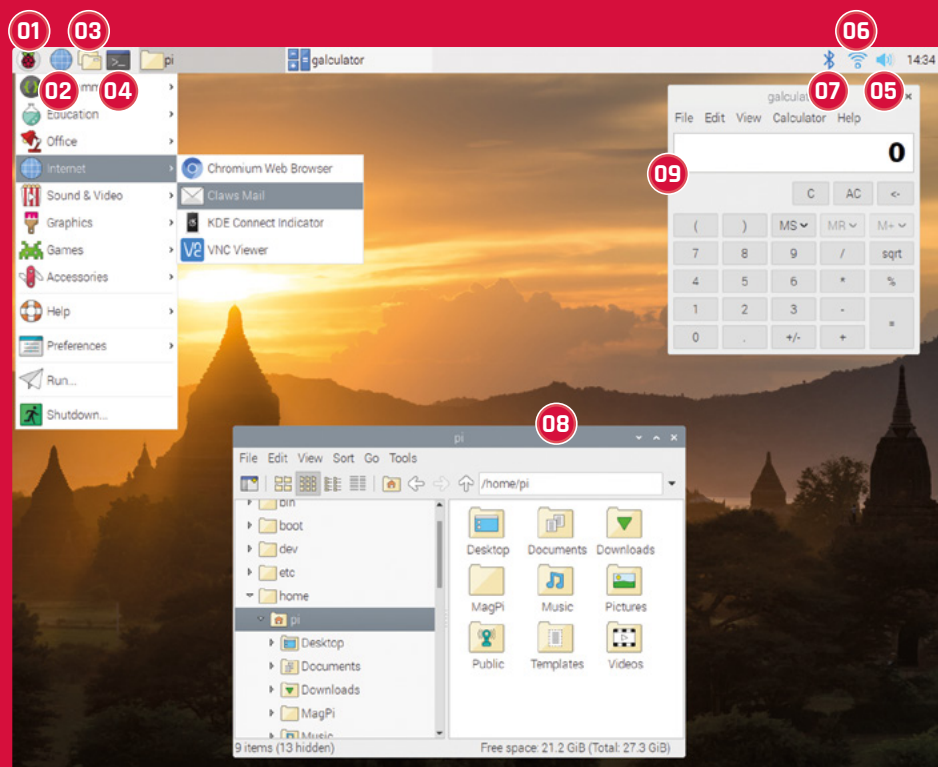 01
03
06
pi
galculator
14:34
02
04
07
05
Education
Office
Internet
Sound & Video
Graphics
Games
Accessories
Help
Preferences
Run...
Shutdown...
Chromium Web Browser
Claws Mail
KDE Connect Indicator
V2 VNC Viewer
File Edit View Calculator Help
0
09
C AC <-
( ) MS MR M+
7 8 9 / sqrt
4 5 6 * %
1 2 3 - =
0 . +/- +
08
pi
File Edit View Sort Go Tools
/home/pi
bin
boot
dev
etc
home
pi
Desktop
Documents
Downloads
MagPi
Music
Desktop Documents Downloads
MagPi Music Pictures
Public Templates Videos
9 items (13 hidden)
Free space: 21.2 GiB (Total: 27.3 GiB)